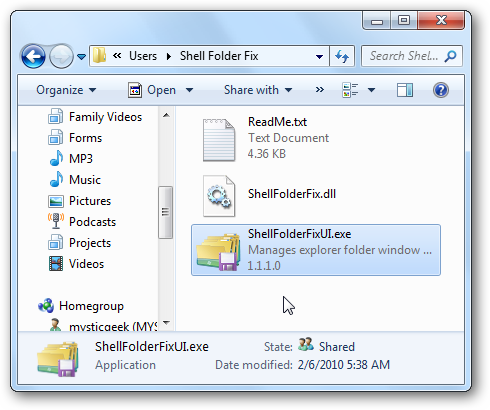 « Users ▸ Shell Folder Fix
Search Shel...
Organize ▾ Open ▾ Share with ▾ »
Family Videos
Forms
MP3
Music
Pictures
Podcasts
Projects
Videos
Homegroup
mysticgeek (MYS
ReadMe.txt
Text Document
4.36 KB
ShellFolderFix.dll
ShellFolderFixUI.exe
Manages explorer folder window ...
1.1.1.0
ShellFolderFixUI.exe
Application
State: Shared
Date modified: 2/6/2010 5:38 AM